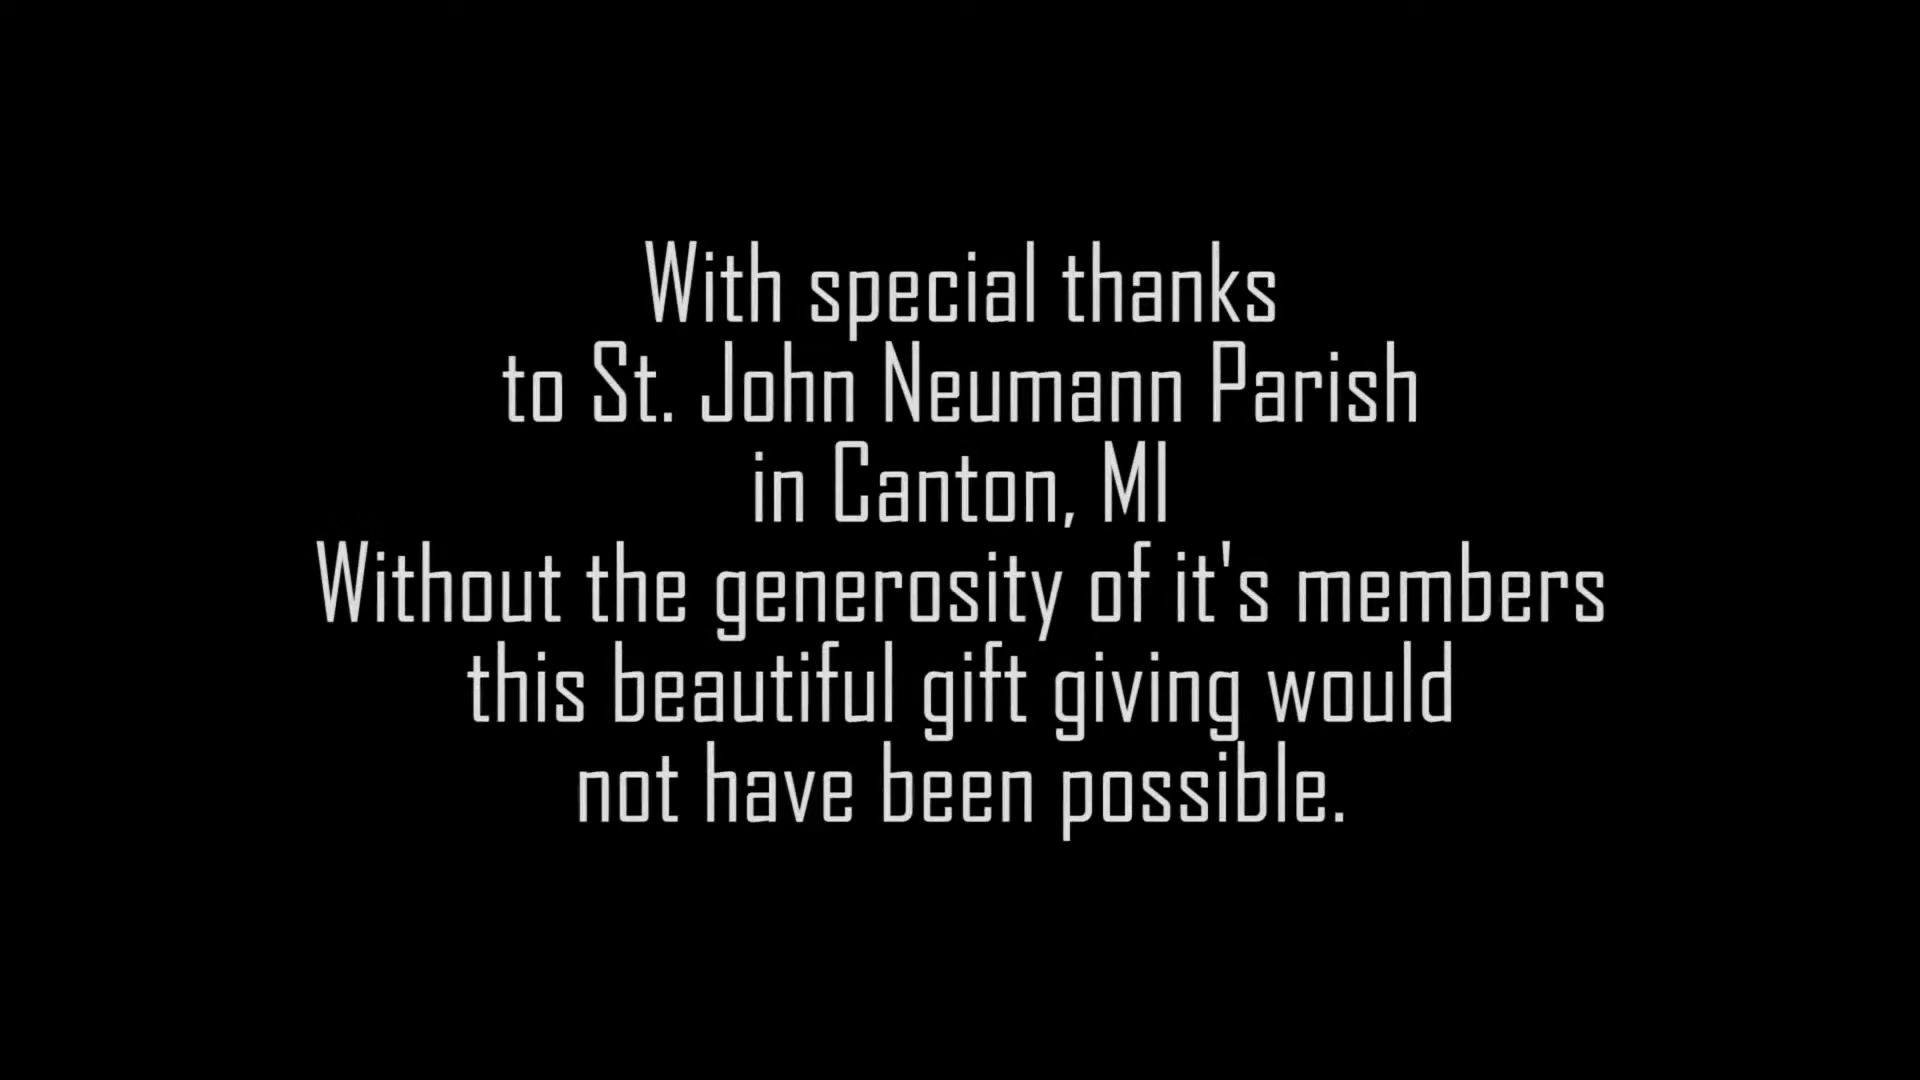 With special thanks
to St. John Neumann Parish
in Canton, MI
Without the generosity of it's members
this beautiful gift giving would
not have been possible.